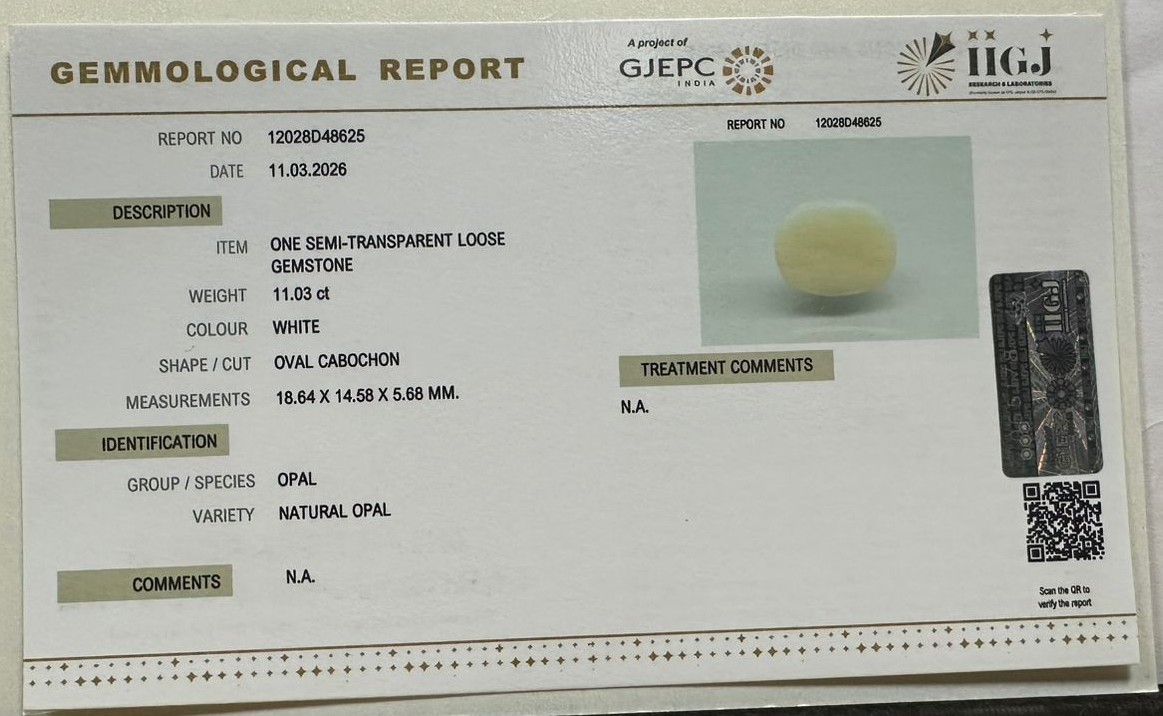 GEMMOLOGICAL REPORT
A project of
GJEPC
INDIA
IIGJ
RESEARCH & LABORATORIES
REPORT NO 12028D48625
DATE 11.03.2026
DESCRIPTION
ITEM ONE SEMI-TRANSPARENT LOOSE
GEMSTONE
WEIGHT 11.03 ct
COLOUR WHITE
SHAPE / CUT OVAL CABOCHON
MEASUREMENTS 18.64 X 14.58 X 5.68 MM.
IDENTIFICATION
GROUP / SPECIES OPAL
VARIETY NATURAL OPAL
COMMENTS N.A.
REPORT NO 12028D48625
TREATMENT COMMENTS
N.A.
IIGJ
Scan the QR to
verify the report